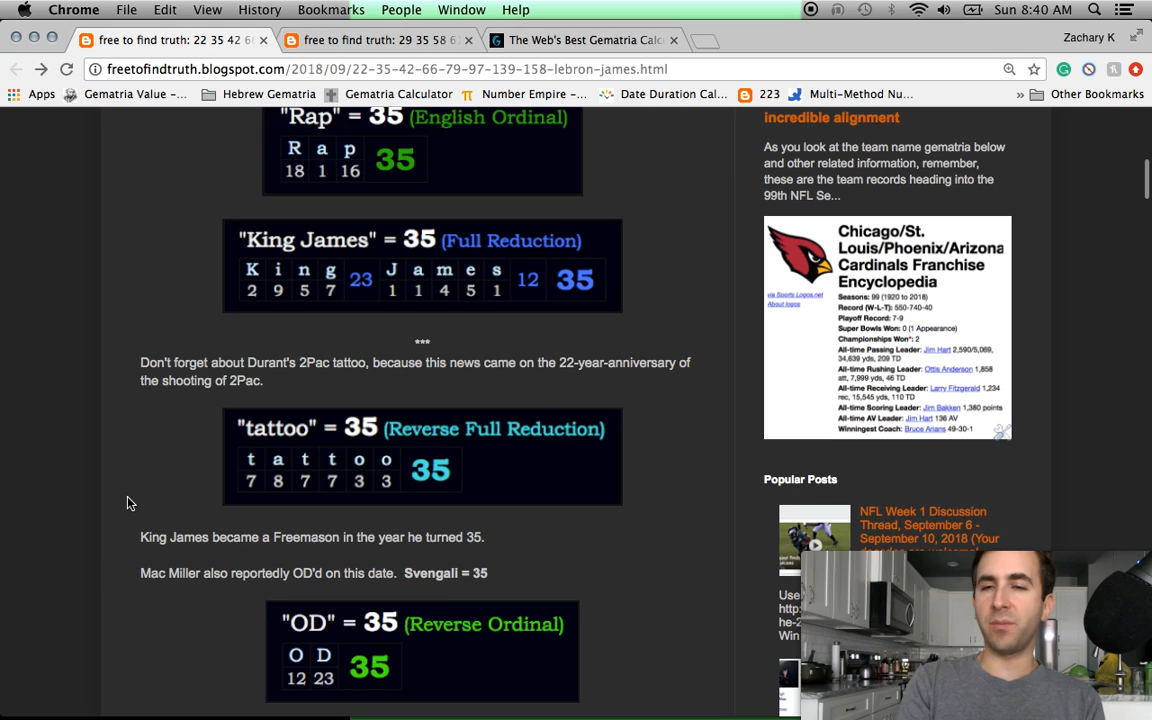 Chrome File Edit View History Bookmarks People Window Help Sun 8:40 AM
free to find truth: 22 35 42 6 × free to find truth: 29 35 58 6 × The Web's Best Gematria Calc × Zachary K
freetofindtruth.blogspot.com/2018/09/22-35-42-66-79-97-139-158-lebron-james.html
Apps Gematria Value -... Hebrew Gematria Gematria Calculator Number Empire -... Date Duration Cal... 223 Multi-Method Nu... » Other Bookmarks
"Rap" = 35 (English Ordinal)
R a p 35
18 1 16
"King James" = 35 (Full Reduction)
K i n g 23 J a m e s 12 35
2 9 5 7 1 1 4 5 1
***
Don't forget about Durant's 2Pac tattoo, because this news came on the 22-year-anniversary of
the shooting of 2Pac.
"tattoo" = 35 (Reverse Full Reduction)
t a t t o o 35
7 8 7 7 3 3
King James became a Freemason in the year he turned 35.
Mac Miller also reportedly OD'd on this date. Svengali = 35
"OD" = 35 (Reverse Ordinal)
O D 35
12 23
incredible alignment
As you look at the team name gematria below
and other related information, remember,
these are the team records heading into the
99th NFL Se...
Chicago/St.
Louis/Phoenix/Arizona
Cardinals Franchise
Encyclopedia
via Sports Logos.net
About logos
Seasons: 99 (1920 to 2018)
Record (W-L-T): 550-740-40
Playoff Record: 7-9
Super Bowls Won: 0 (1 Appearance)
Championships Won*: 2
All-time Passing Leader: Jim Hart 2,590/5,069,
34,639 yds, 209 TD
All-time Rushing Leader: Ottis Anderson 1,858
att, 7,999 yds, 46 TD
All-time Receiving Leader: Larry Fitzgerald 1,234
rec, 15,545 yds, 110 TD
All-time Scoring Leader: Jim Bakken 1,380 points
All-time AV Leader: Jim Hart 136 AV
Winningest Coach: Bruce Arians 49-30-1
Popular Posts
NFL Week 1 Discussion
Thread, September 6 -
September 10, 2018 (Your
Use
http:
he-2
Win